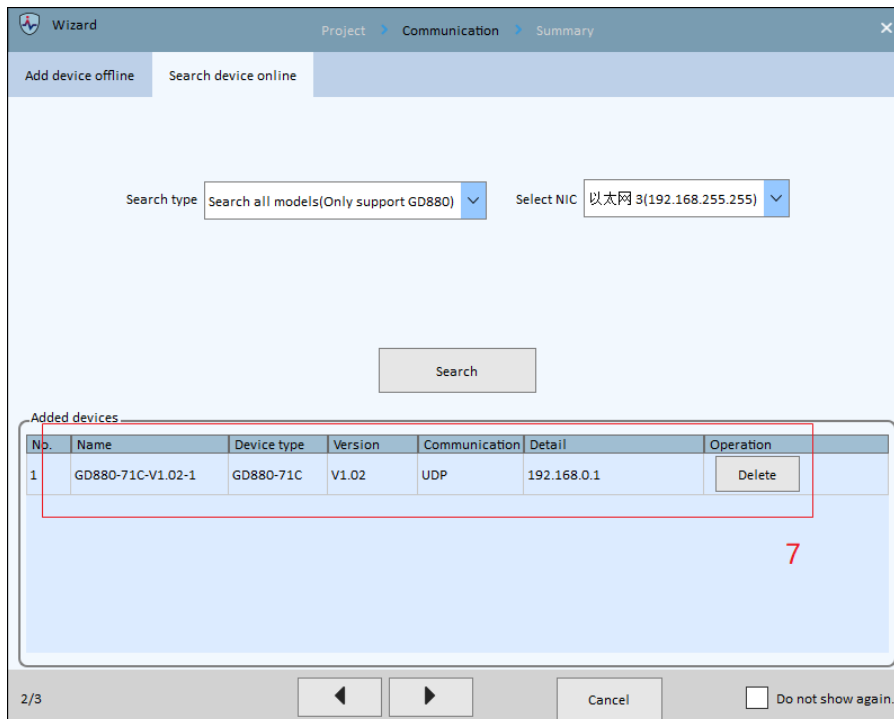 Wizard
Project > Communication > Summary
Add device offline
Search device online
Search type
Search all models(Only support GD880)
Select NIC
以太网 3(192.168.255.255)
Search
Added devices
No. Name Device type Version Communication Detail Operation
1 GD880-71C-V1.02-1 GD880-71C V1.02 UDP 192.168.0.1 Delete
7
2/3
Cancel
Do not show again.